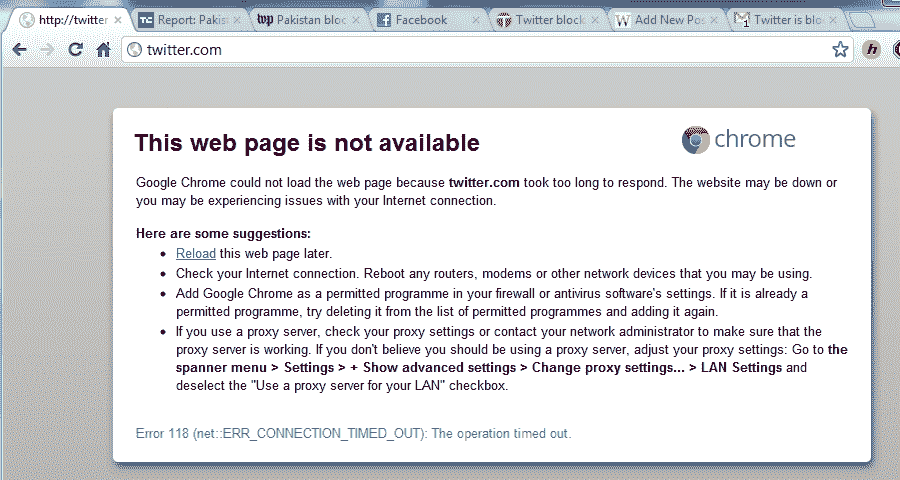 http://twitter
Report: Pakis
Pakistan bloc
Facebook
Twitter block
Add New Pos
Twitter is blo
twitter.com
This web page is not available
chrome
Google Chrome could not load the web page because twitter.com took too long to respond. The website may be down or
you may be experiencing issues with your Internet connection.
Here are some suggestions:
Reload this web page later.
Check your Internet connection. Reboot any routers, modems or other network devices that you may be using.
Add Google Chrome as a permitted programme in your firewall or antivirus software's settings. If it is already a
permitted programme, try deleting it from the list of permitted programmes and adding it again.
If you use a proxy server, check your proxy settings or contact your network administrator to make sure that the
proxy server is working. If you don't believe you should be using a proxy server, adjust your proxy settings: Go to the
spanner menu > Settings > + Show advanced settings > Change proxy settings... > LAN Settings and
deselect the "Use a proxy server for your LAN" checkbox.
Error 118 (net::ERR_CONNECTION_TIMED_OUT): The operation timed out.